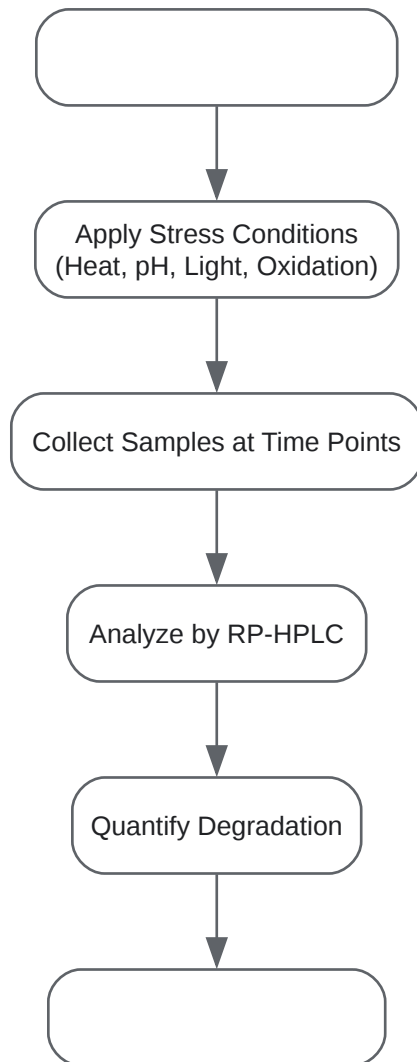 Apply Stress Conditions
(Heat, pH, Light, Oxidation)
Collect Samples at Time Points
Analyze by RP-HPLC
Quantify Degradation